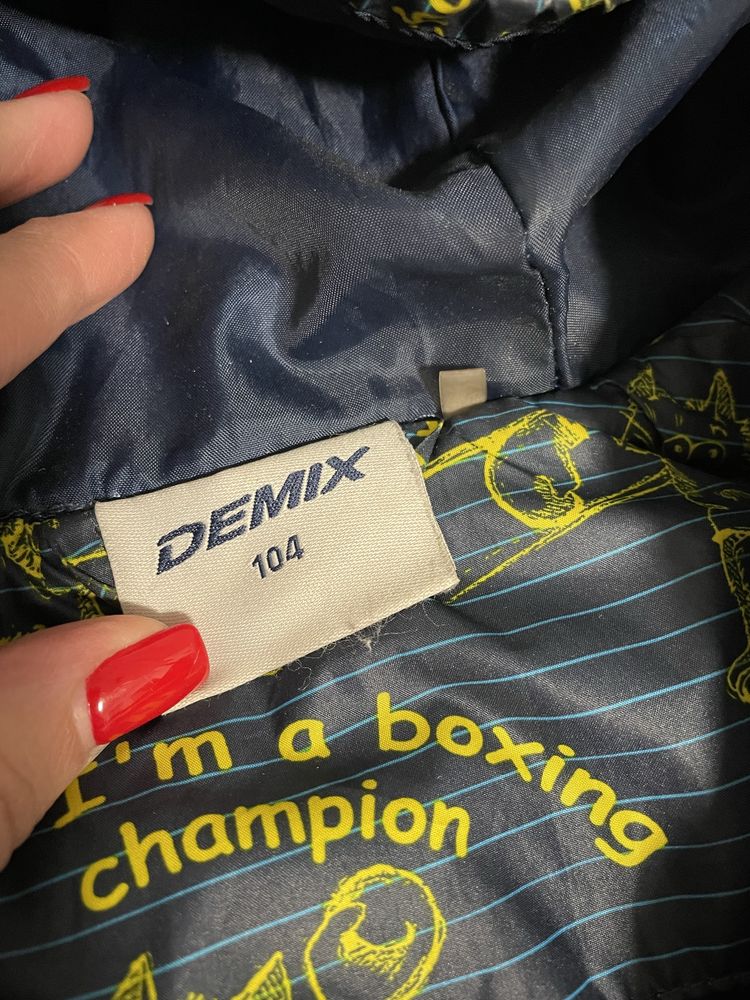 DEMIX
104
I'm a boxing
champion